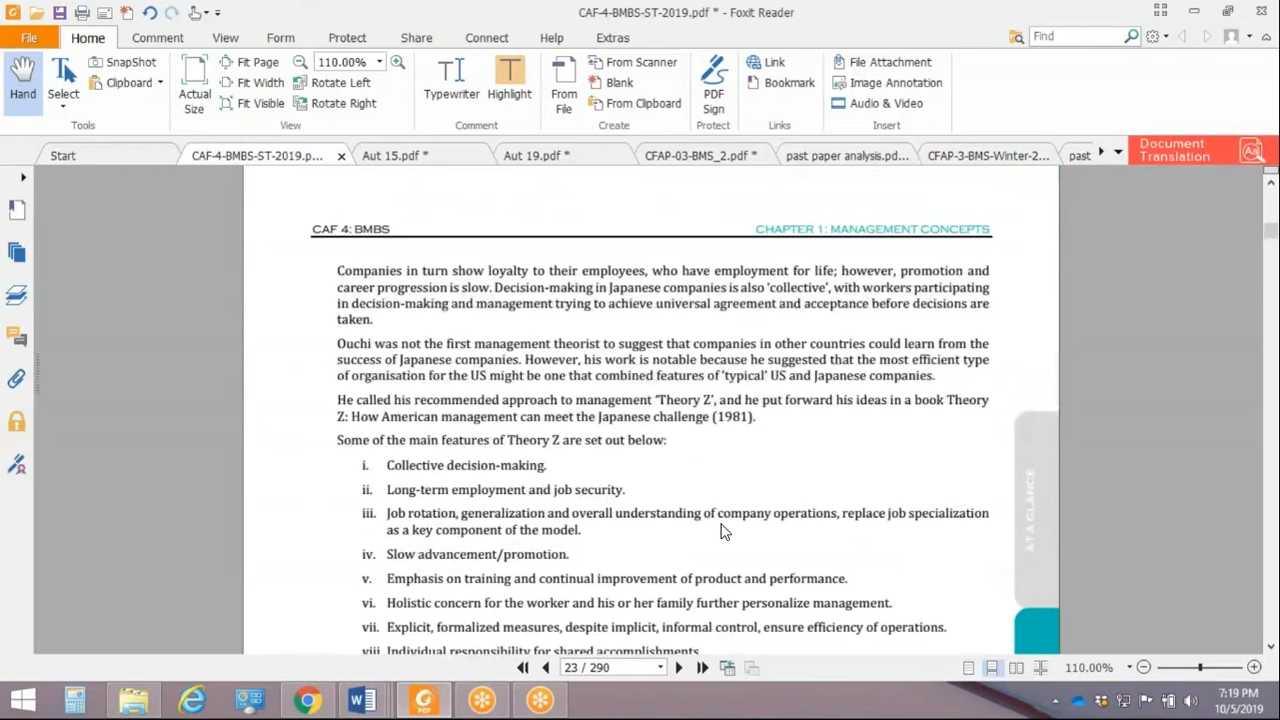 CAF-4-BMBS-ST-2019.pdf * - Foxit Reader
File Home Comment View Form Protect Share Connect Help Extras
Find
Hand
Select
SnapShot
Clipboard
Tools
Actual
Size
Fit Page
Fit Width
Fit Visible
110.00%
Rotate Left
Rotate Right
View
Typewriter
Highlight
Comment
From
File
From Scanner
Blank
From Clipboard
Create
PDF
Sign
Protect
Link
Bookmark
Links
File Attachment
Image Annotation
Audio & Video
Insert
Start
CAF-4-BMBS-ST-2019.p... *
Aut 15.pdf *
Aut 19.pdf *
CFAP-03-BMS_2.pdf *
past paper analysis.pd...
CFAP-3-BMS-Winter-2...
past
Document
Translation
CAF 4: BMBS
CHAPTER 1: MANAGEMENT CONCEPTS
Companies in turn show loyalty to their employees, who have employment for life; however, promotion and
career progression is slow. Decision-making in Japanese companies is also ‘collective’, with workers participating
in decision-making and management trying to achieve universal agreement and acceptance before decisions are
taken.
Ouchi was not the first management theorist to suggest that companies in other countries could learn from the
success of Japanese companies. However, his work is notable because he suggested that the most efficient type
of organisation for the US might be one that combined features of ‘typical’ US and Japanese companies.
He called his recommended approach to management ‘Theory Z’, and he put forward his ideas in a book Theory
Z: How American management can meet the Japanese challenge (1981).
Some of the main features of Theory Z are set out below:
i. Collective decision-making.
ii. Long-term employment and job security.
iii. Job rotation, generalization and overall understanding of company operations, replace job specialization
as a key component of the model.
iv. Slow advancement/promotion.
v. Emphasis on training and continual improvement of product and performance.
vi. Holistic concern for the worker and his or her family further personalize management.
vii. Explicit, formalized measures, despite implicit, informal control, ensure efficiency of operations.
viii. Individual responsibility for shared accomplishments.
AT A GLANCE
23 / 290
110.00%
7:19 PM
10/5/2019